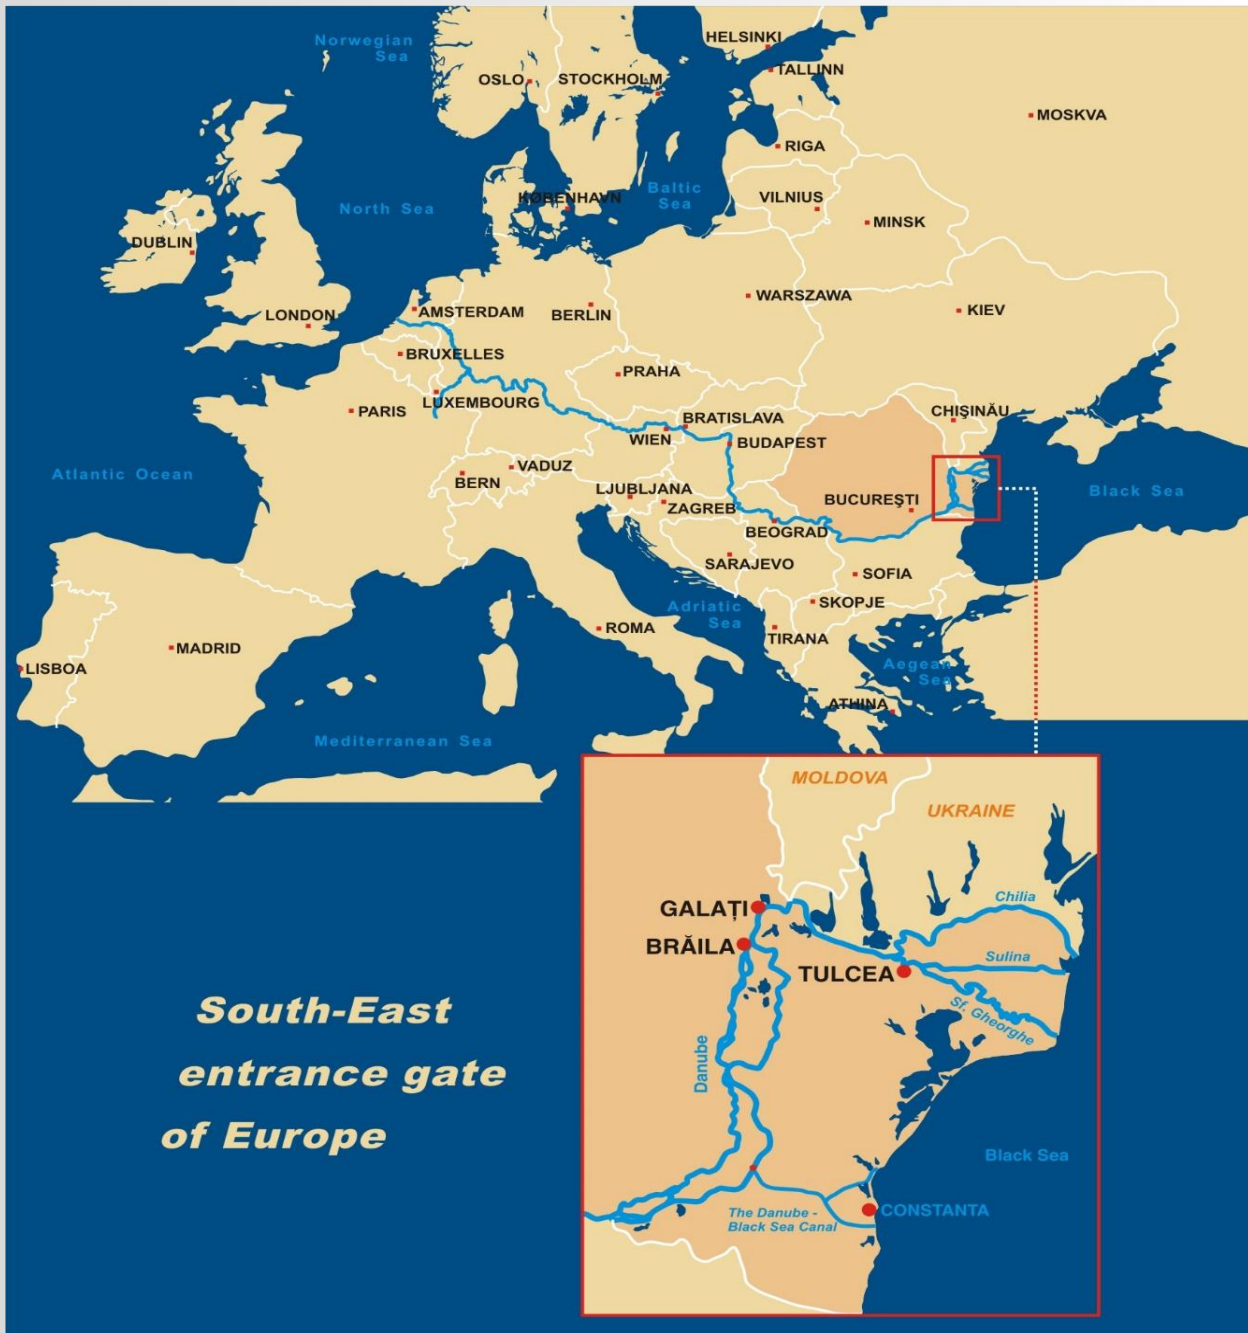 Norwegian
Sea
HELSINKI
TALLINN
OSLO
STOCKHOLM
MOSKVA
RIGA
Baltic
Sea
VILNIUS
KØBENHAVN
North Sea
MINSK
DUBLIN
WARSZAWA
LONDON
AMSTERDAM
BERLIN
KIEV
BRUXELLES
PRAHA
LUXEMBOURG
PARIS
BRATISLAVA
CHIŞINĂU
WIEN
BUDAPEST
Atlantic Ocean
VADUZ
BERN
LJUBLJANA
ZAGREB
BUCUREŞTI
Black Sea
BEOGRAD
SARAJEVO
SOFIA
Adriatic
Sea
SKOPJE
ROMA
TIRANA
MADRID
LISBOA
Aegean
Sea
ATHINA
Mediterranean Sea
MOLDOVA
UKRAINE
Chilia
GALAȚI
BRĂILA
Sulina
TULCEA
Sf. Gheorghe
Danube
Black Sea
CONSTANTA
The Danube -
Black Sea Canal
South-East
entrance gate
of Europe